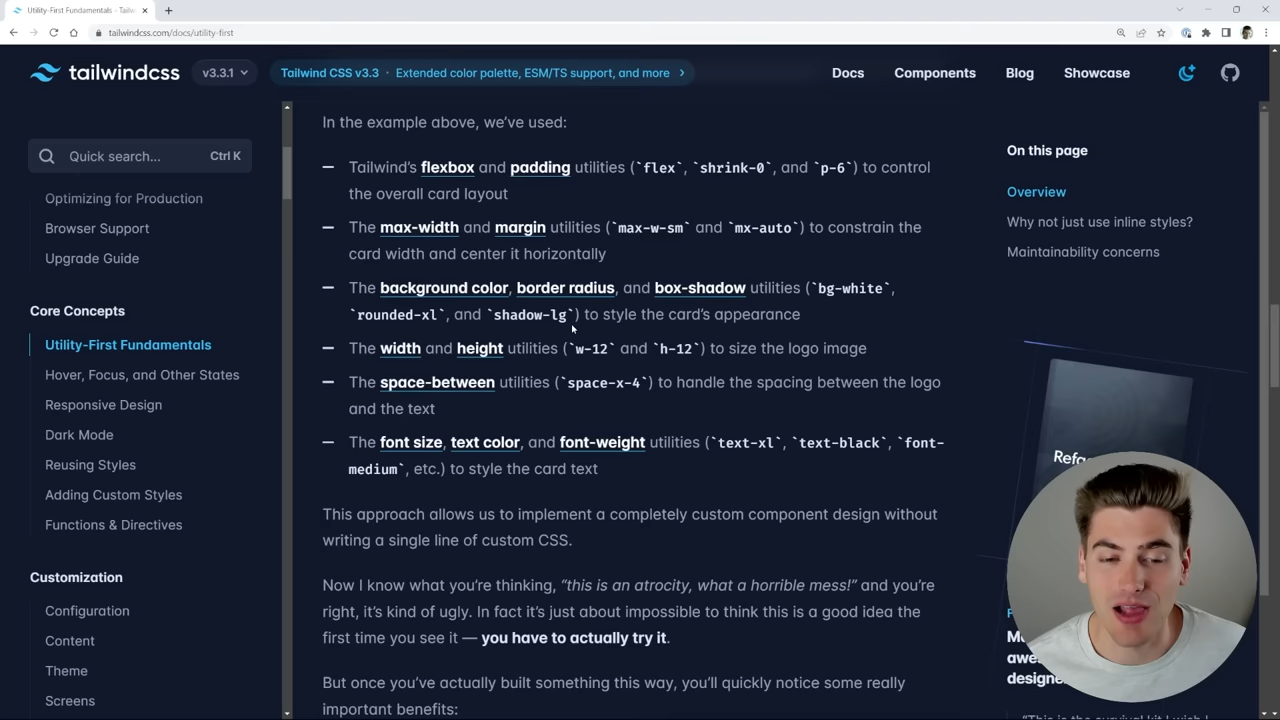 Utility-First Fundamentals - Tailw
tailwindcss.com/docs/utility-first
tailwindcss
v3.3.1
Tailwind CSS v3.3 · Extended color palette, ESM/TS support, and more
Docs
Components
Blog
Showcase
Quick search...
Ctrl K
Optimizing for Production
Browser Support
Upgrade Guide
Core Concepts
Utility-First Fundamentals
Hover, Focus, and Other States
Responsive Design
Dark Mode
Reusing Styles
Adding Custom Styles
Functions & Directives
Customization
Configuration
Content
Theme
Screens
In the example above, we’ve used:
— Tailwind’s flexbox and padding utilities (`flex`, `shrink-0`, and `p-6`) to control
the overall card layout
— The max-width and margin utilities (`max-w-sm` and `mx-auto`) to constrain the
card width and center it horizontally
— The background color, border radius, and box-shadow utilities (`bg-white`,
`rounded-xl`, and `shadow-lg`) to style the card’s appearance
— The width and height utilities (`w-12` and `h-12`) to size the logo image
— The space-between utilities (`space-x-4`) to handle the spacing between the logo
and the text
— The font size, text color, and font-weight utilities (`text-xl`, `text-black`, `font-
medium`, etc.) to style the card text
This approach allows us to implement a completely custom component design without
writing a single line of custom CSS.
Now I know what you’re thinking, “this is an atrocity, what a horrible mess!” and you’re
right, it’s kind of ugly. In fact it’s just about impossible to think this is a good idea the
first time you see it — you have to actually try it.
But once you’ve actually built something this way, you’ll quickly notice some really
important benefits:
On this page
Overview
Why not just use inline styles?
Maintainability concerns
Refac
awe
designe